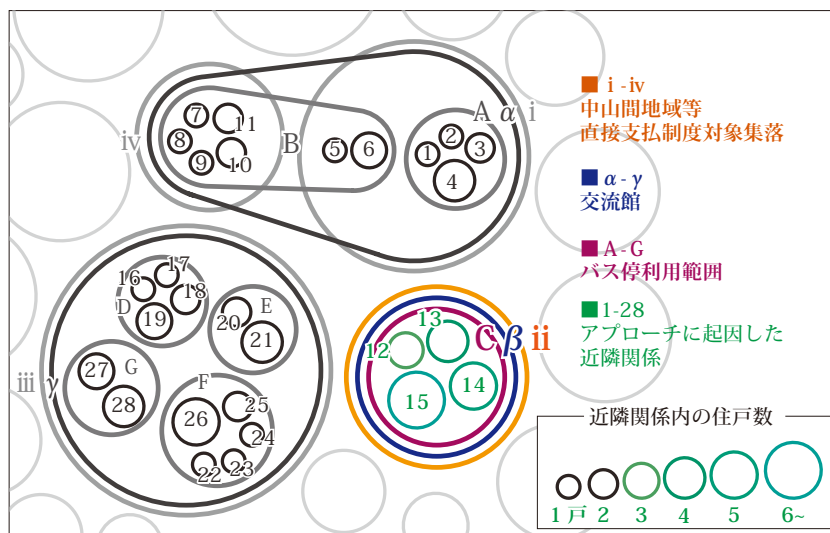 A α i
iv
B
7
11
8
9
10
5
6
2
1
3
4
■ i - iv
中山間地域等
直接支払制度対象集落
■ α - γ
交流館
■ A - G
バス停利用範囲
■ 1-28
アプローチに起因した
近隣関係
17
16
18
D
19
E
20
21
27
G
28
iii γ
F
25
26
24
22
23
13
C β ii
12
14
15
近隣関係内の住戸数
1 戸 2 3 4 5 6~